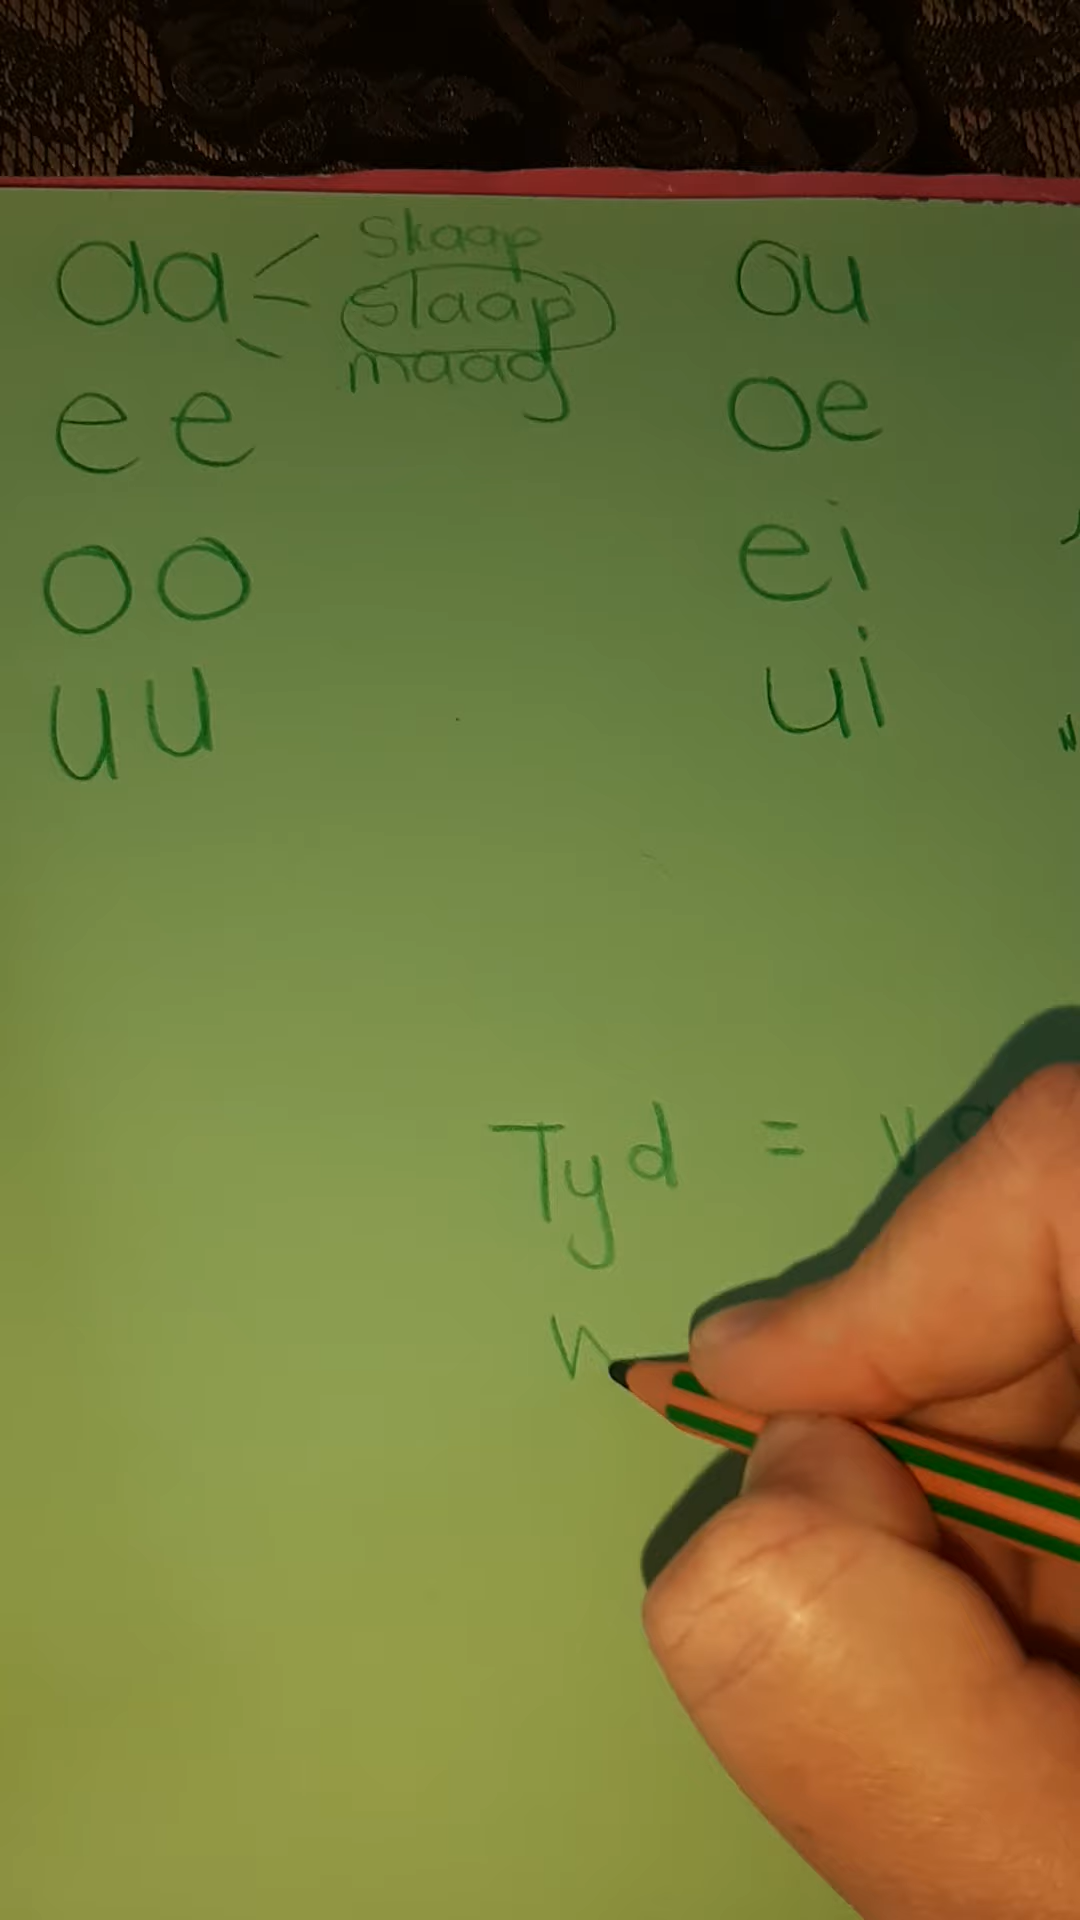 aa skaap
slaap
maag
ee
oo
uu
ou
oe
ei
ui
Tyd =